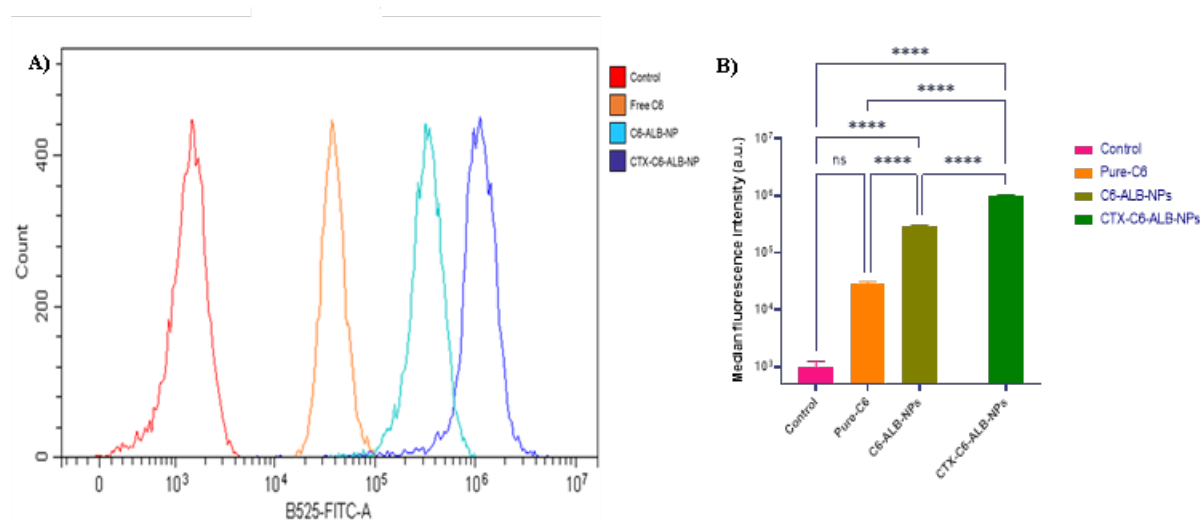 A)
400
200
0
Count
0
10³
10⁴
10⁵
10⁶
10⁷
B525-FITC-A
Control
Free C6
C6-ALB-NP
CTX-C6-ALB-NP
B)
****
****
****
ns
****
****
10⁷
10⁶
10⁵
10⁴
10³
Median fluorescence intensity (a.u.)
Control
Pure-C6
C6-ALB-NPs
CTX-C6-ALB-NPs
Control
Pure-C6
C6-ALB-NPs
CTX-C6-ALB-NPs